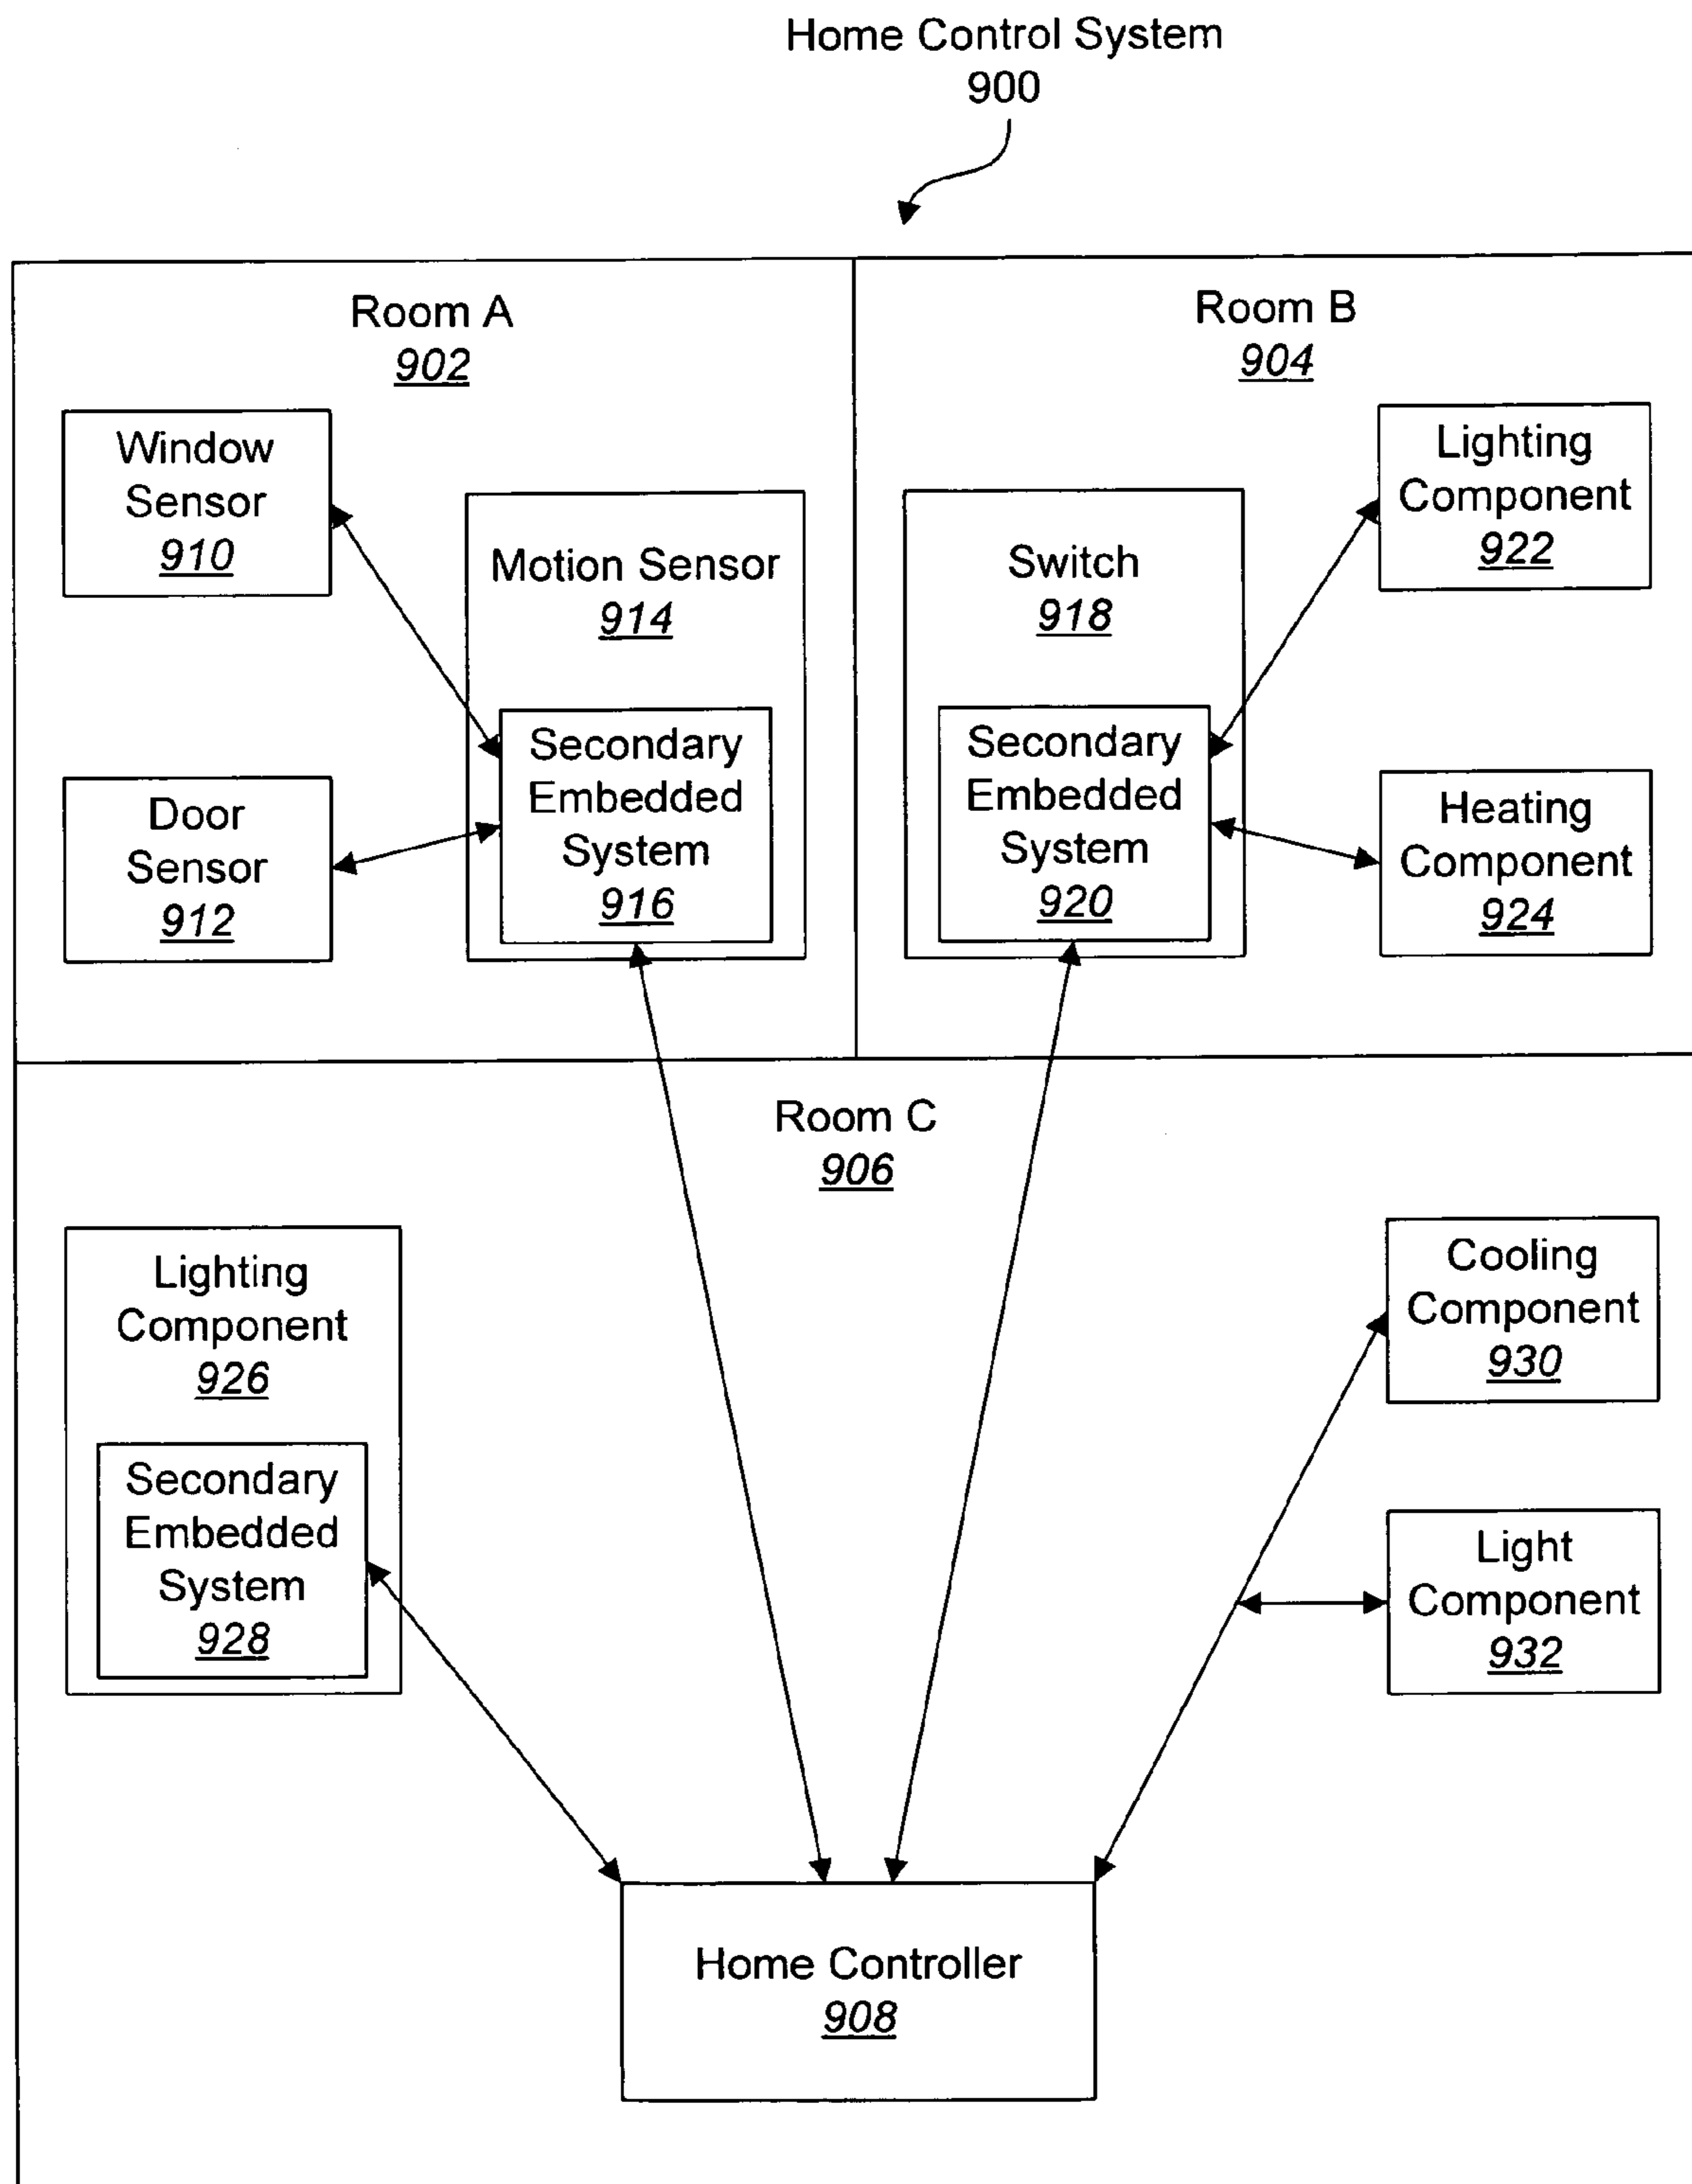 Home Control System
900
Room A
902
Window
Sensor
910
Motion Sensor
914
Secondary
Embedded
System
916
Door
Sensor
912
Room B
904
Switch
918
Secondary
Embedded
System
920
Lighting
Component
922
Heating
Component
924
Room C
906
Lighting
Component
926
Secondary
Embedded
System
928
Cooling
Component
930
Light
Component
932
Home Controller
908